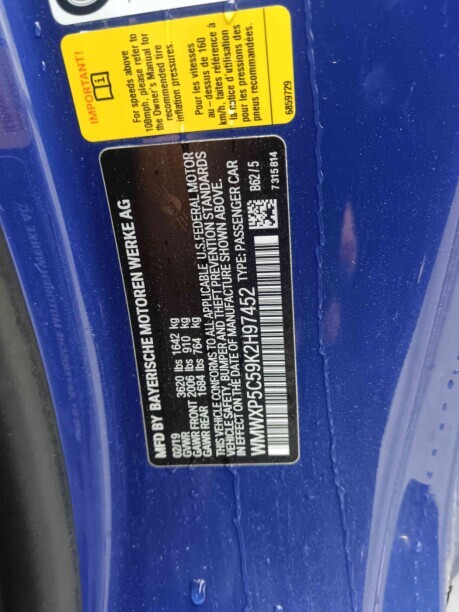 IMPORTANT!
For speeds above
100mph, please refer to
the Owner's Manual for
recommended tire
inflation pressures.
Pour les vitesses
au - dessus de 160
km/h, faites référence à
la notice d'utilisation
des pressions pour les
pneus recommandées.
6859729
MFD BY BAYERISCHE MOTOREN WERKE AG
02/19
GVWR 3620 lbs 1642 kg
GAWR FRONT 2006 lbs 910 kg
GAWR REAR 1684 lbs 764 kg
THIS VEHICLE CONFORMS TO ALL APPLICABLE U.S. FEDERAL MOTOR
VEHICLE SAFETY, BUMPER AND THEFT PREVENTION STANDARDS
IN EFFECT ON THE DATE OF MANUFACTURE SHOWN ABOVE.
WMWXP5C59K2H97452 TYPE: PASSENGER CAR
B62 / 5
7 315 814